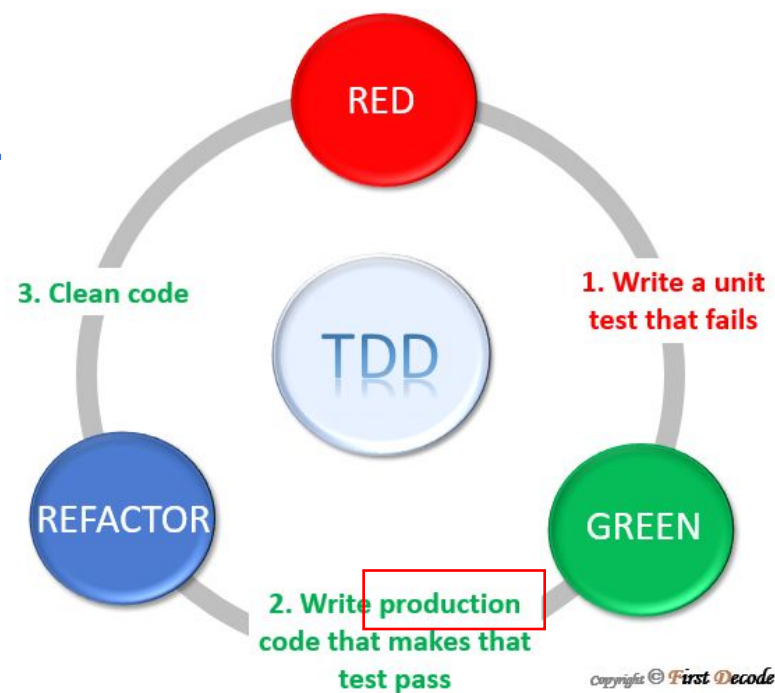 RED
3. Clean code
1. Write a unit
test that fails
TDD
REFACTOR
GREEN
2. Write production
code that makes that
test pass
Copyright © First Decode